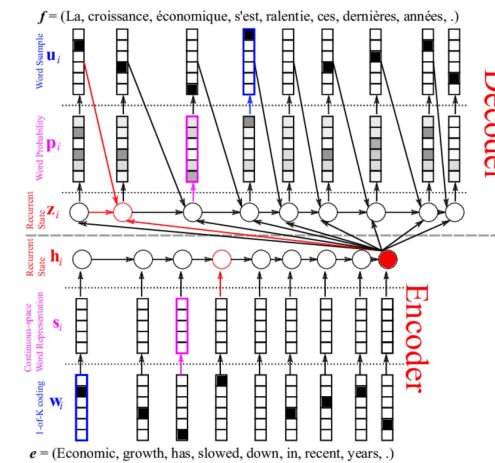 f = (La, croissance, économique, s'est, ralentie, ces, dernières, années, .)
Word Ssample
u_i
Word Probability
p_i
Recurrent
State
z_i
Decoder
Recurrent
State
h_i
Continuous-space
Word Representation
s_i
1-of-K coding
w_i
Encoder
e = (Economic, growth, has, slowed, down, in, recent, years, .)